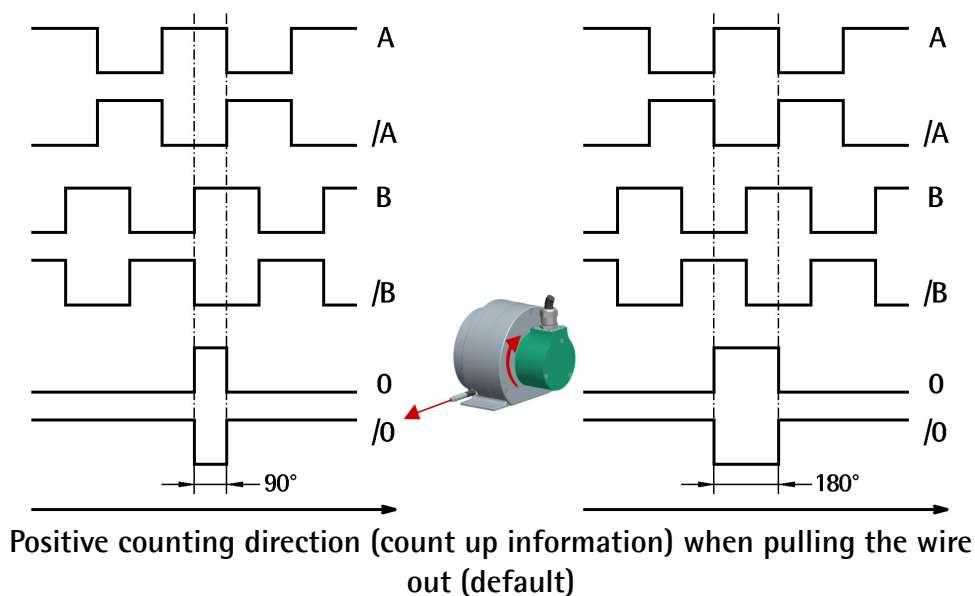 A
A
/A
/A
B
B
/B
/B
0
0
/0
/0
90°
180°
Positive counting direction (count up information) when pulling the wire
out (default)